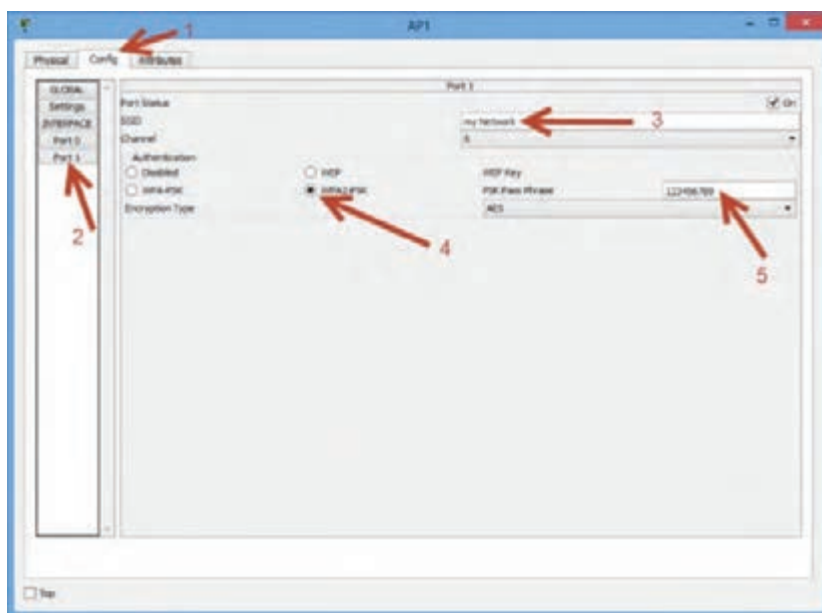 AP1
1
Physical Config Attributes
GLOBAL
Settings
INTERFACE
Port 0
Port 1
2
Port 1
Port Status On
SSID my Network 3
Channel 6
Authentication
Disabled WEP WEP Key
WPA-PSK WPA2-PSK PSK Pass Phrase 123456789
Encryption Type AES
4
5
Top